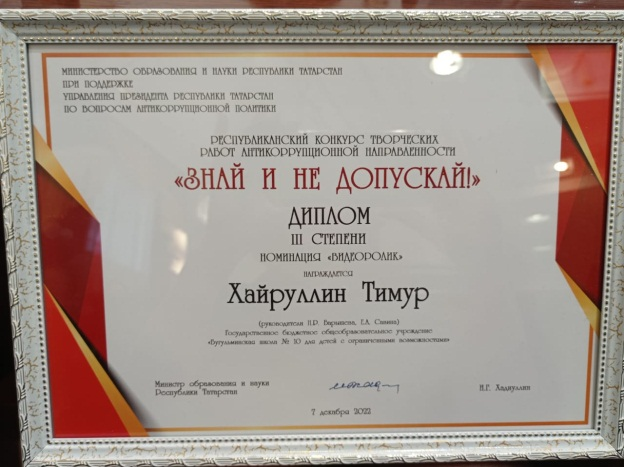 МИНИСТЕРСТВО ОБРАЗОВАНИЯ И НАУКИ РЕСПУБЛИКИ ТАТАРСТАН
ПРИ ПОДДЕРЖКЕ
УПРАВЛЕНИЯ ПРЕЗИДЕНТА РЕСПУБЛИКИ ТАТАРСТАН
ПО ВОПРОСАМ АНТИКОРРУПЦИОННОЙ ПОЛИТИКИ
РЕСПУБЛИКАНСКИЙ КОНКУРС ТВОРЧЕСКИХ
РАБОТ АНТИКОРРУПЦИОННОЙ НАПРАВЛЕННОСТИ
«ЗНАЙ И НЕ ДОПУСКАЙ!»
ДИПЛОМ
III СТЕПЕНИ
НОМИНАЦИЯ «ВИДЕОРОЛИК»
НАГРАЖДАЕТСЯ
Хайруллин Тимур
(руководители Е.А.
Государственное бюджетное общеобразовательное учреждение
«Бугульминская школа № 10 для детей с ограниченными возможностями»
Министр образования и науки
Республики Татарстан
И.Г. Хадиуллин
7 декабря 2022